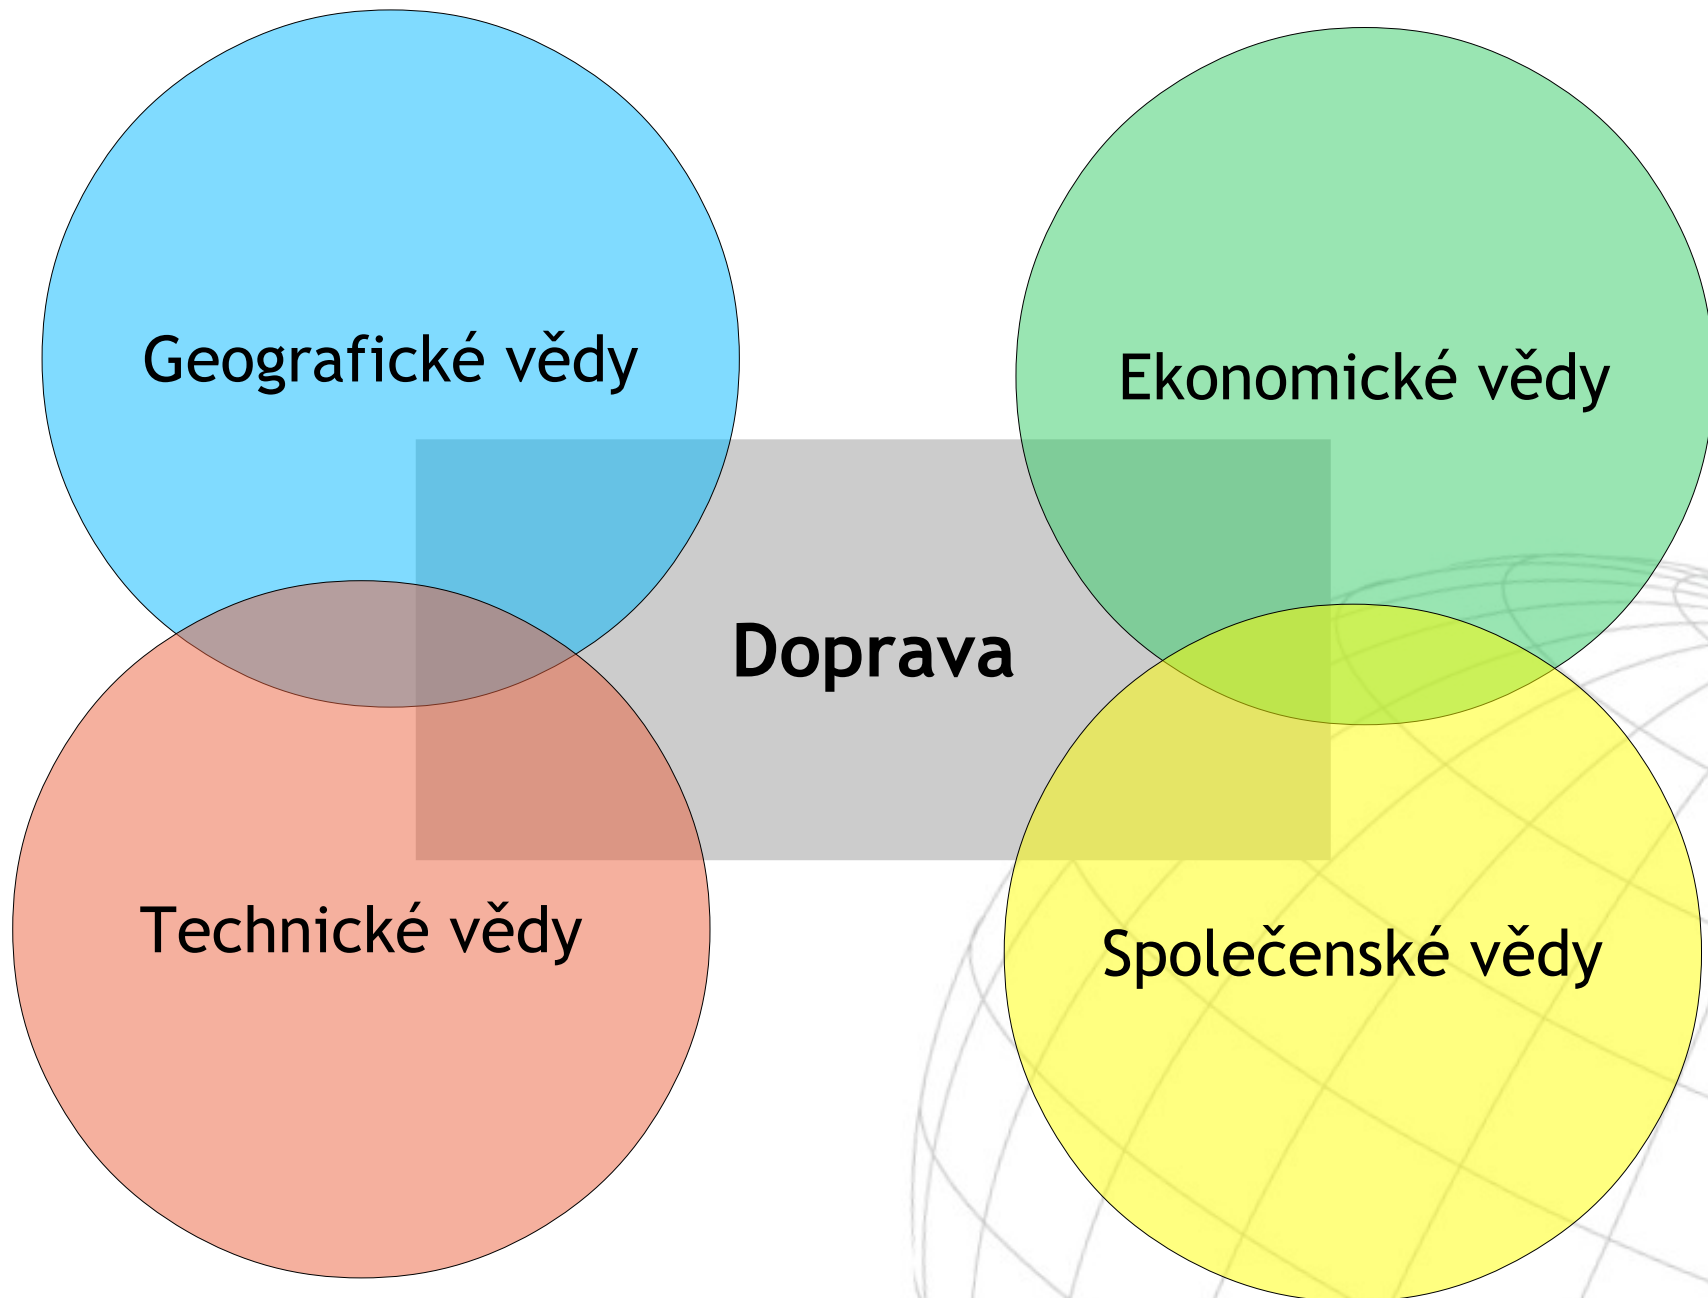 Geografické vědy
Ekonomické vědy
Doprava
Technické vědy
Společenské vědy